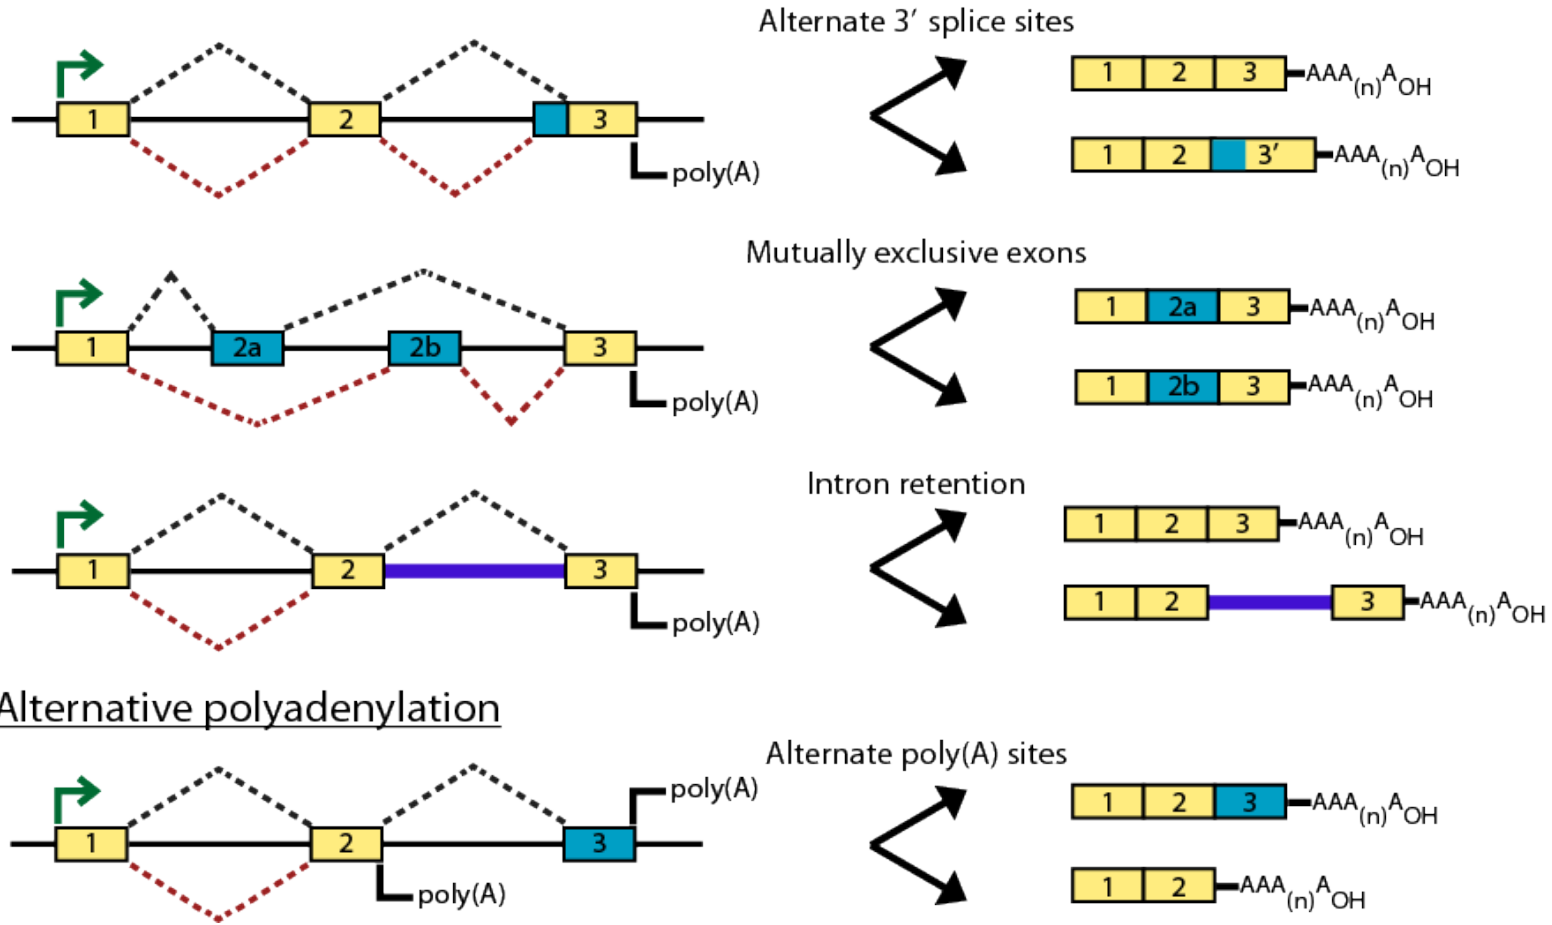 Alternate 3′ splice sites
1 2 3
poly(A)
1 2 3 AAA(n)AOH
1 2 3′ AAA(n)AOH
Mutually exclusive exons
1 2a 2b 3
poly(A)
1 2a 3 AAA(n)AOH
1 2b 3 AAA(n)AOH
Intron retention
1 2 3
poly(A)
1 2 3 AAA(n)AOH
1 2 3 AAA(n)AOH
Alternative polyadenylation
Alternate poly(A) sites
1 2 3
poly(A)
poly(A)
1 2 3 AAA(n)AOH
1 2 AAA(n)AOH